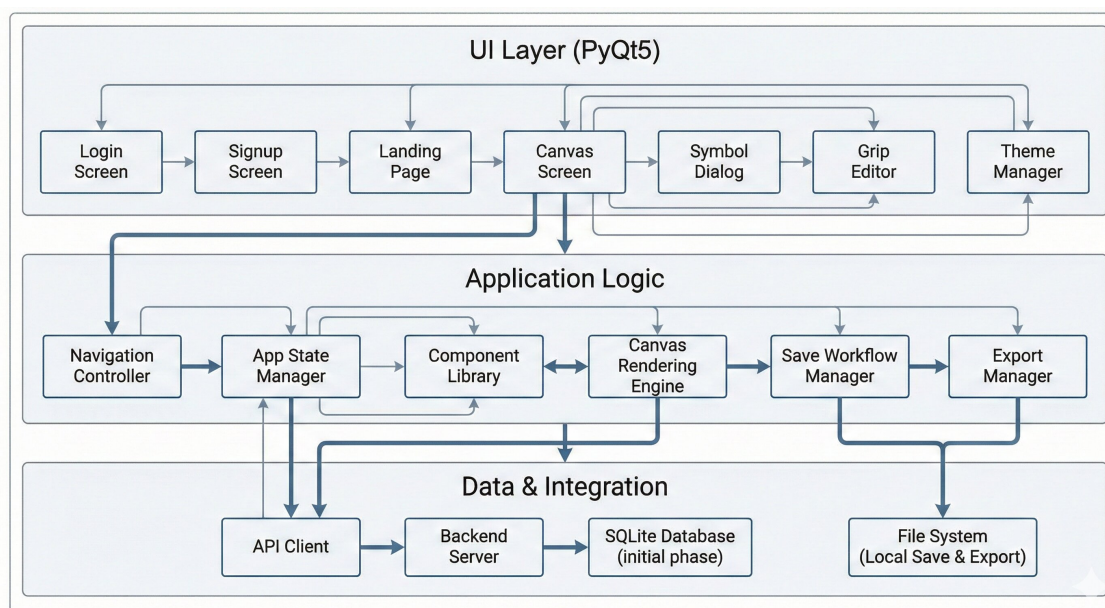 UI Layer (PyQt5)
Login
Screen
Signup
Screen
Landing
Page
Canvas
Screen
Symbol
Dialog
Grip
Editor
Theme
Manager
Application Logic
Navigation
Controller
App State
Manager
Component
Library
Canvas
Rendering
Engine
Save Workflow
Manager
Export
Manager
Data & Integration
API Client
Backend
Server
SQLite Database
(initial phase)
File System
(Local Save & Export)